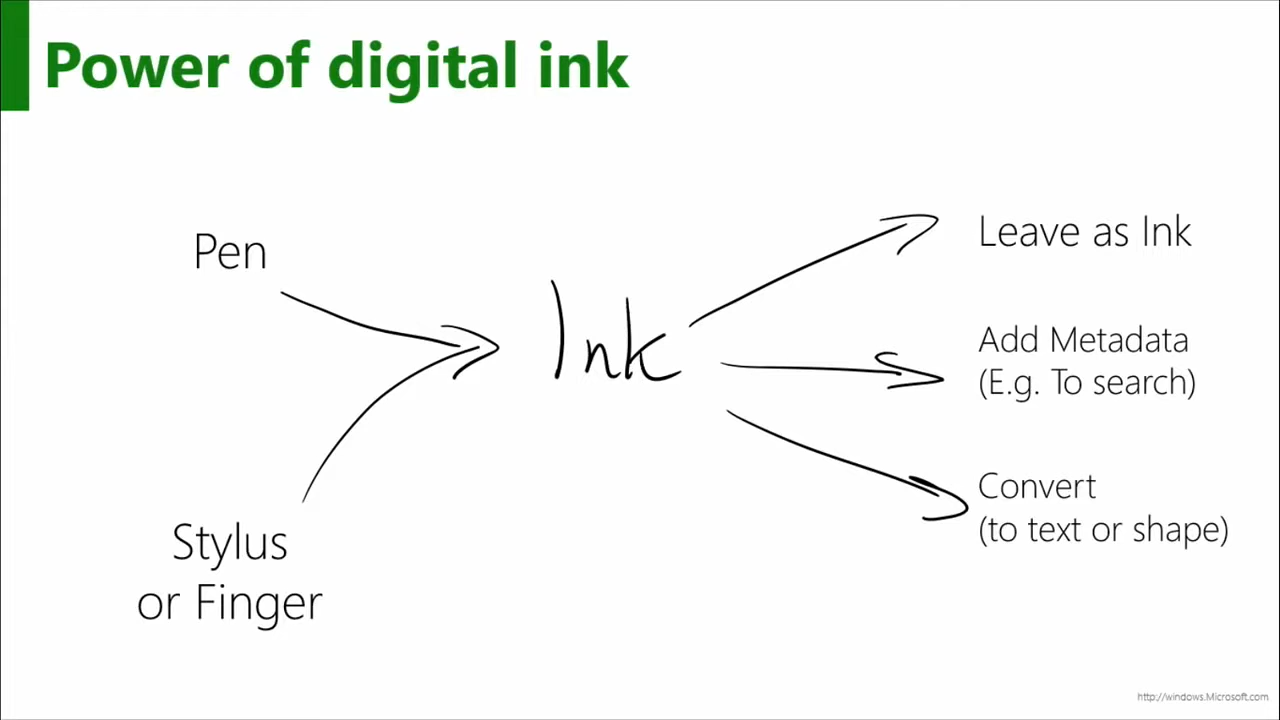 Power of digital ink
Pen
Stylus
or Finger
Ink
Leave as Ink
Add Metadata
(E.g. To search)
Convert
(to text or shape)
http://windows.Microsoft.com